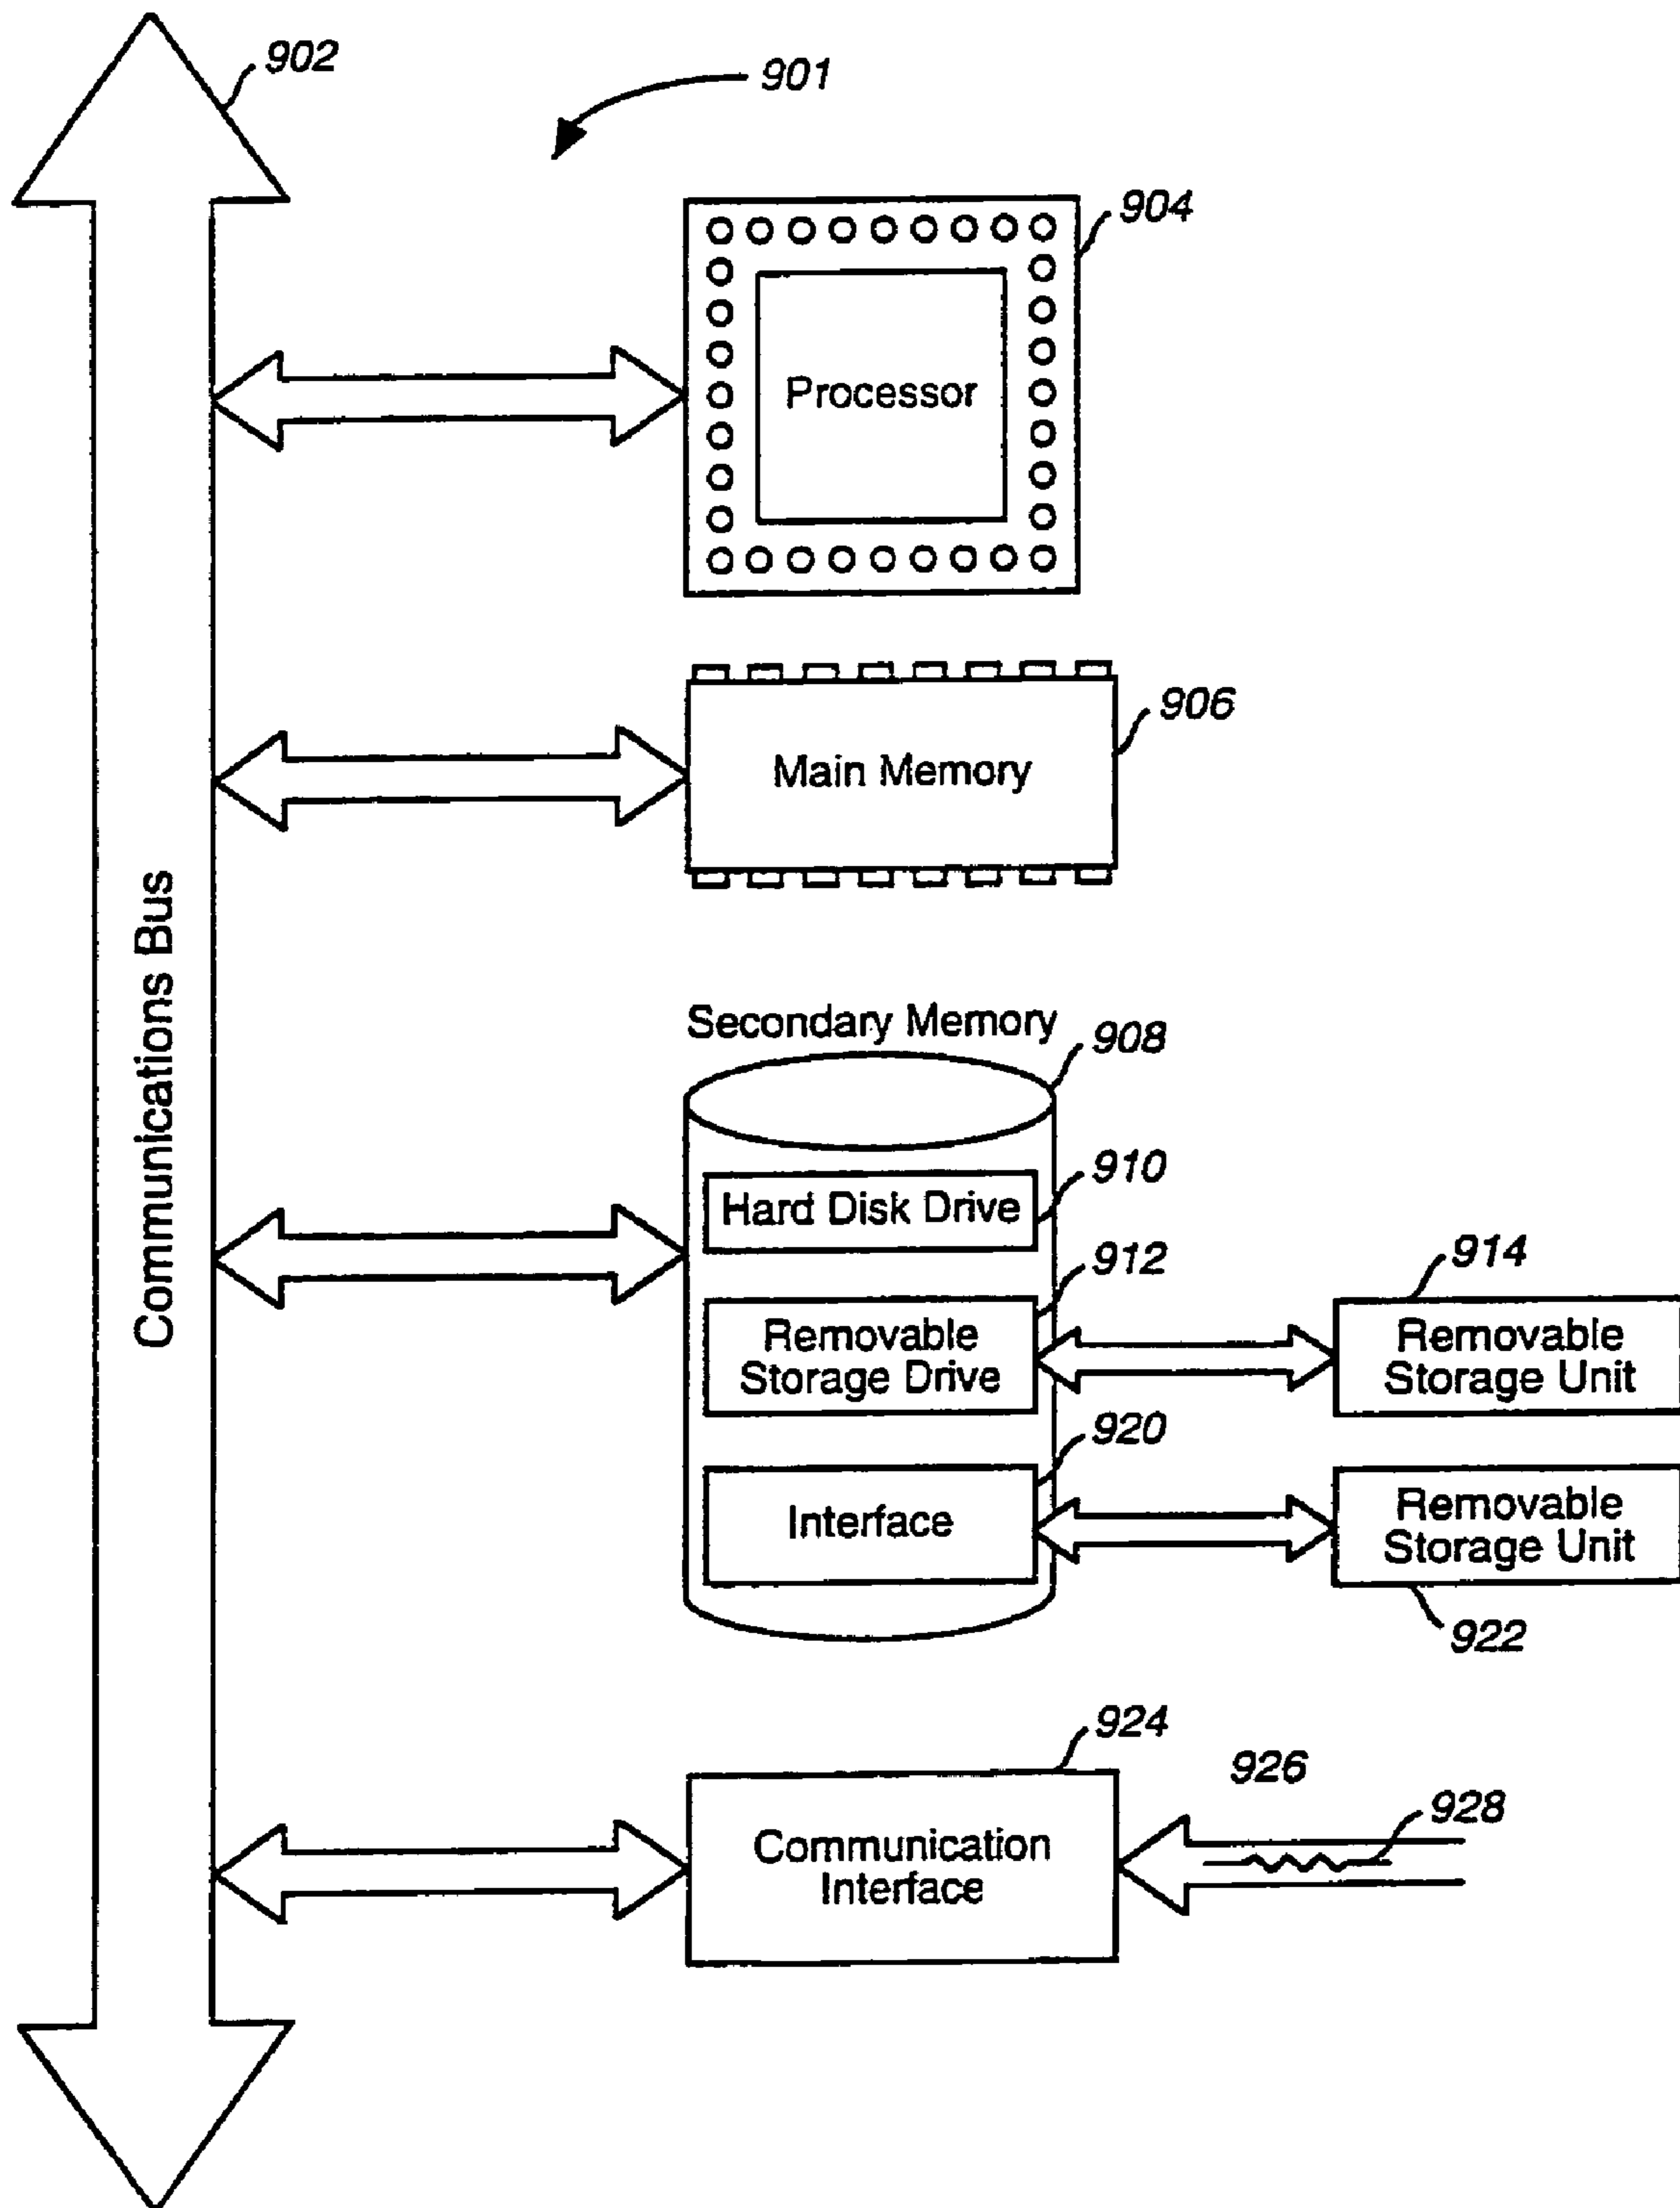 902
901
904
Processor
906
Main Memory
Communications Bus
Secondary Memory
908
910
Hard Disk Drive
912
914
Removable
Storage Drive
Removable
Storage Unit
920
Interface
Removable
Storage Unit
922
924
926
928
Communication
Interface